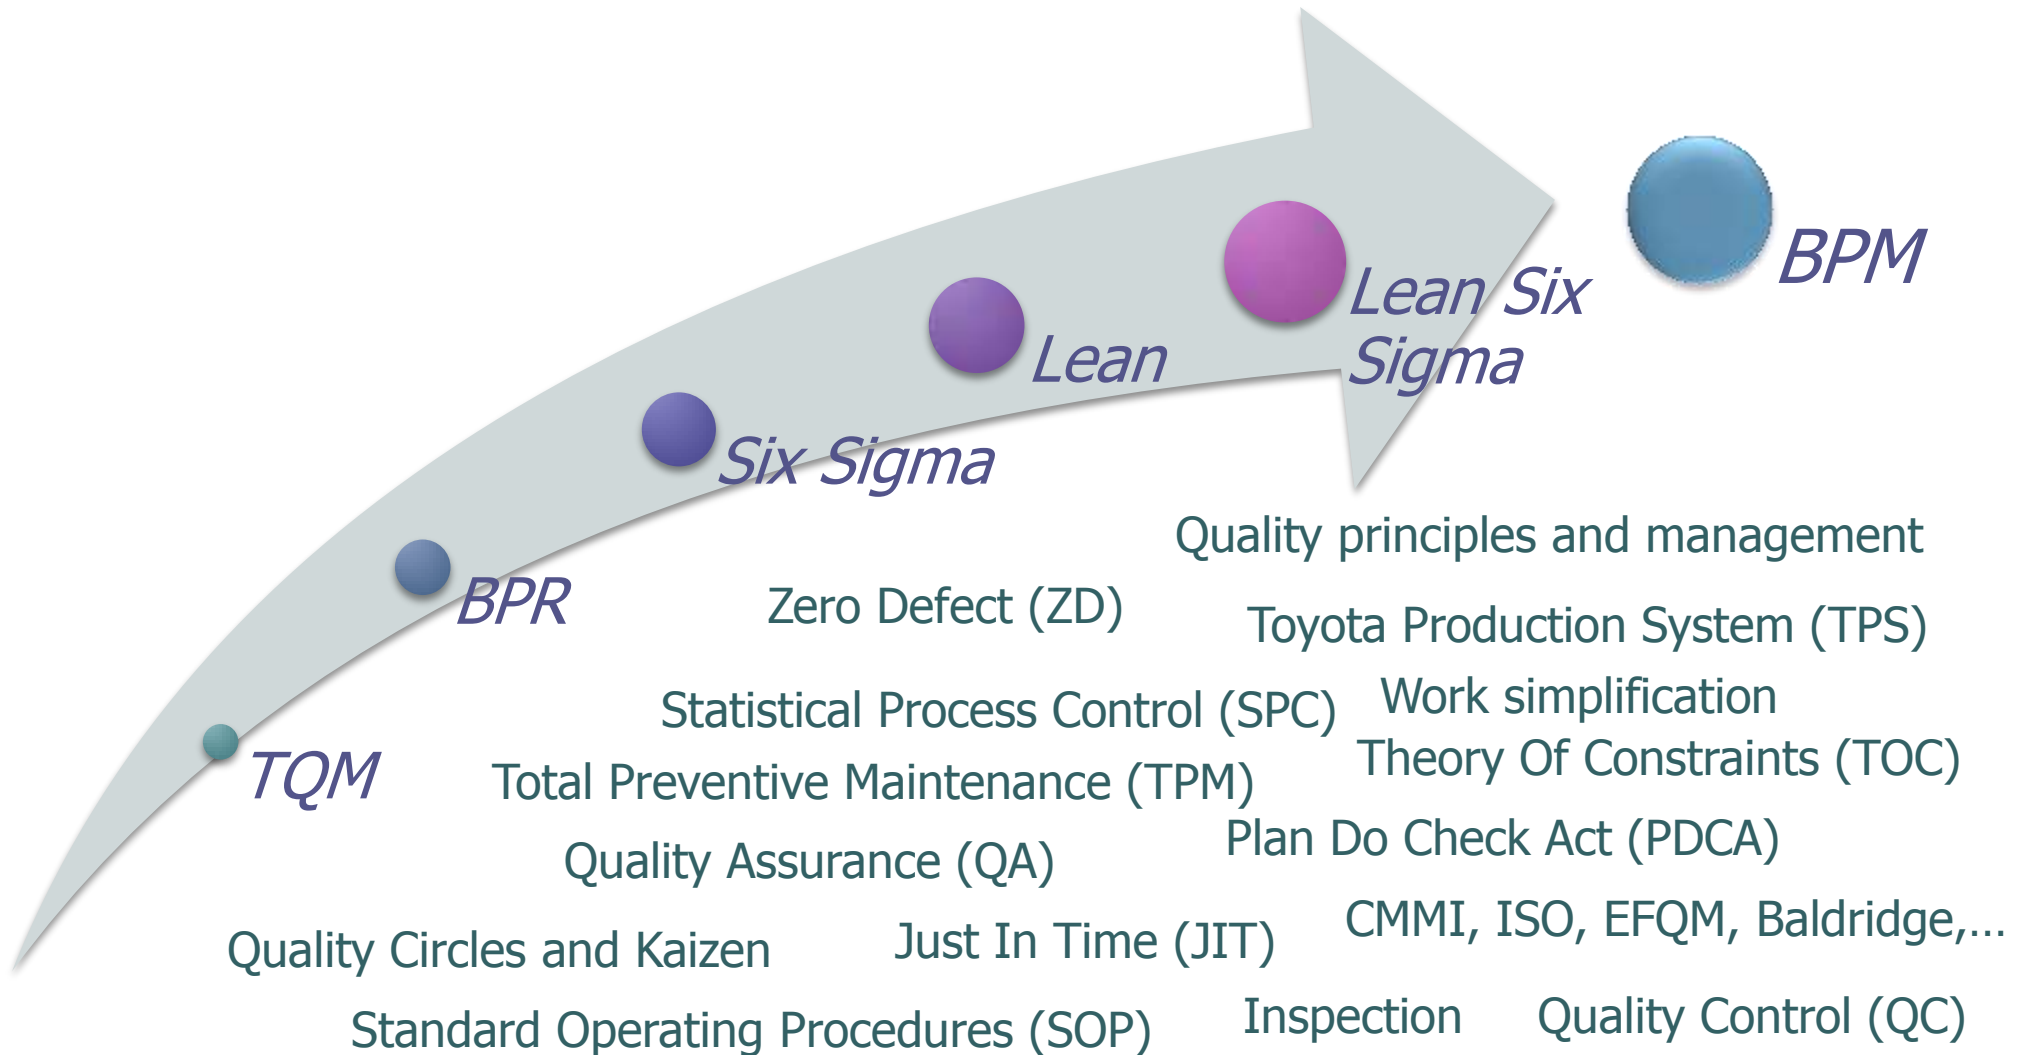 BPM
Lean Six
Sigma
Lean
Six Sigma
BPR
TQM
Quality principles and management
Zero Defect (ZD)
Toyota Production System (TPS)
Statistical Process Control (SPC)
Work simplification
Theory Of Constraints (TOC)
Total Preventive Maintenance (TPM)
Plan Do Check Act (PDCA)
Quality Assurance (QA)
CMMI, ISO, EFQM, Baldridge,...
Just In Time (JIT)
Quality Circles and Kaizen
Inspection
Quality Control (QC)
Standard Operating Procedures (SOP)